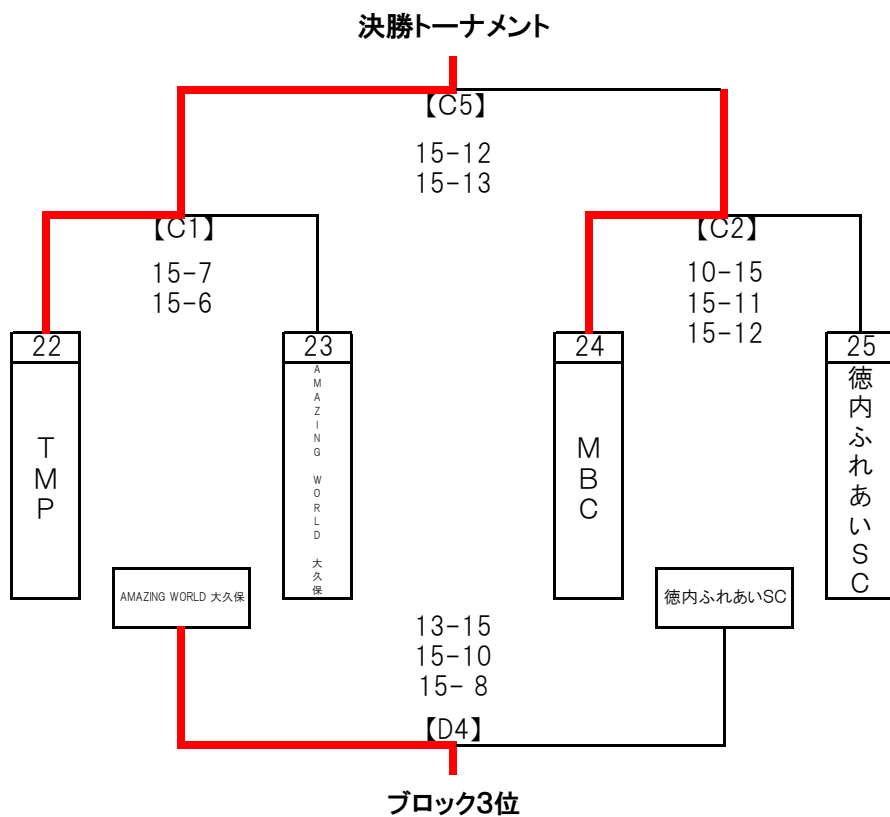 決勝トーナメント
【C5】
15-12
15-13
【C1】
15-7
15-6
【C2】
10-15
15-11
15-12
22
TMP
23
AMAZING WORLD 大久保
24
MBC
25
徳内ふれあいSC
AMAZING WORLD 大久保
徳内ふれあいSC
13-15
15-10
15- 8
【D4】
ブロック3位